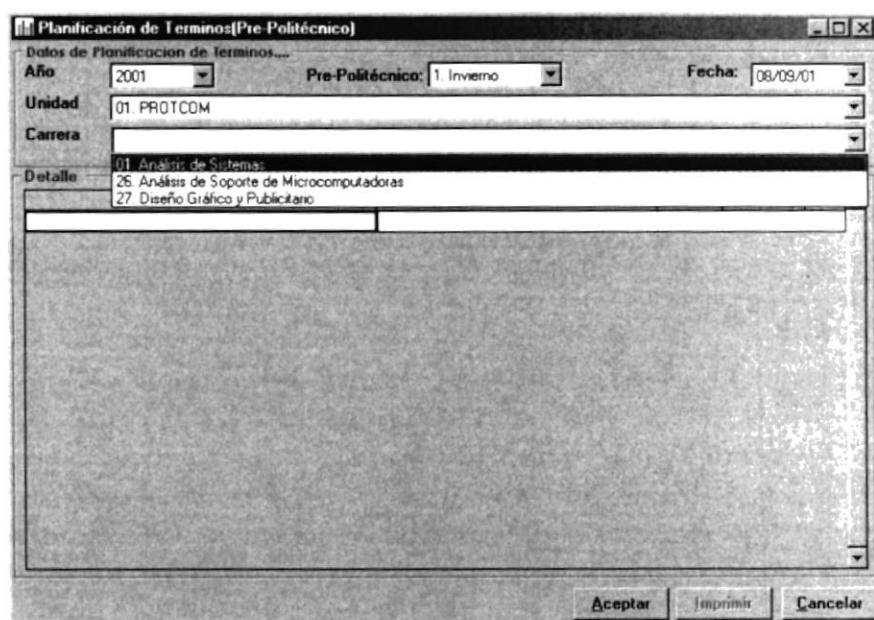 Planificación de Terminos(Pre-Politécnico)
Datos de Planificacion de Terminos....
Año 2001 Pre-Politécnico: 1. Invierno Fecha: 08/09/01
Unidad 01. PROTCOM
Carrera
01. Análisis de Sistemas
Detalle 26. Análisis de Soporte de Microcomputadoras
27. Diseño Gráfico y Publicitario
Aceptar Imprimir Cancelar